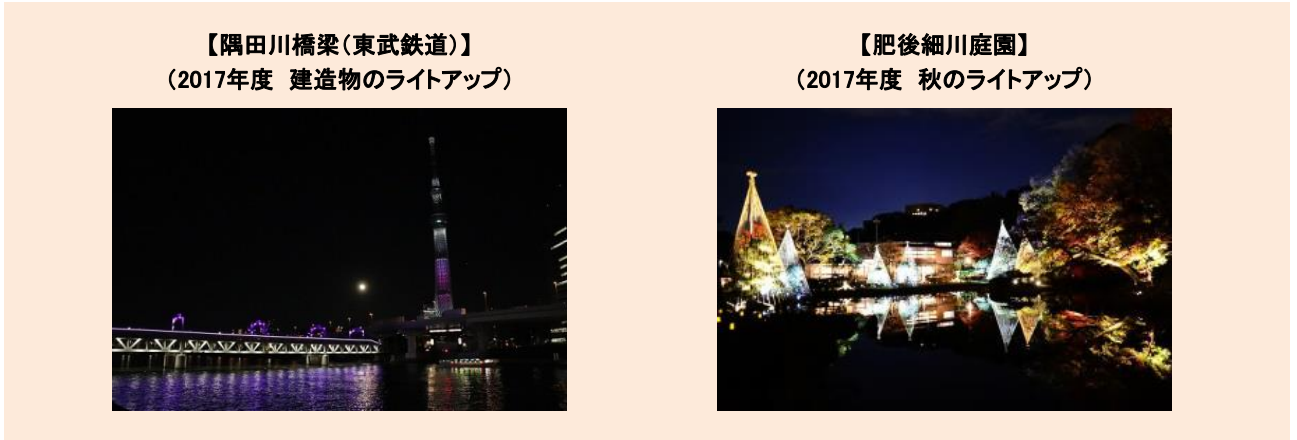 【隅田川橋梁（東武鉄道）】
（2017年度　建造物のライトアップ）
【肥後細川庭園】
（2017年度　秋のライトアップ）